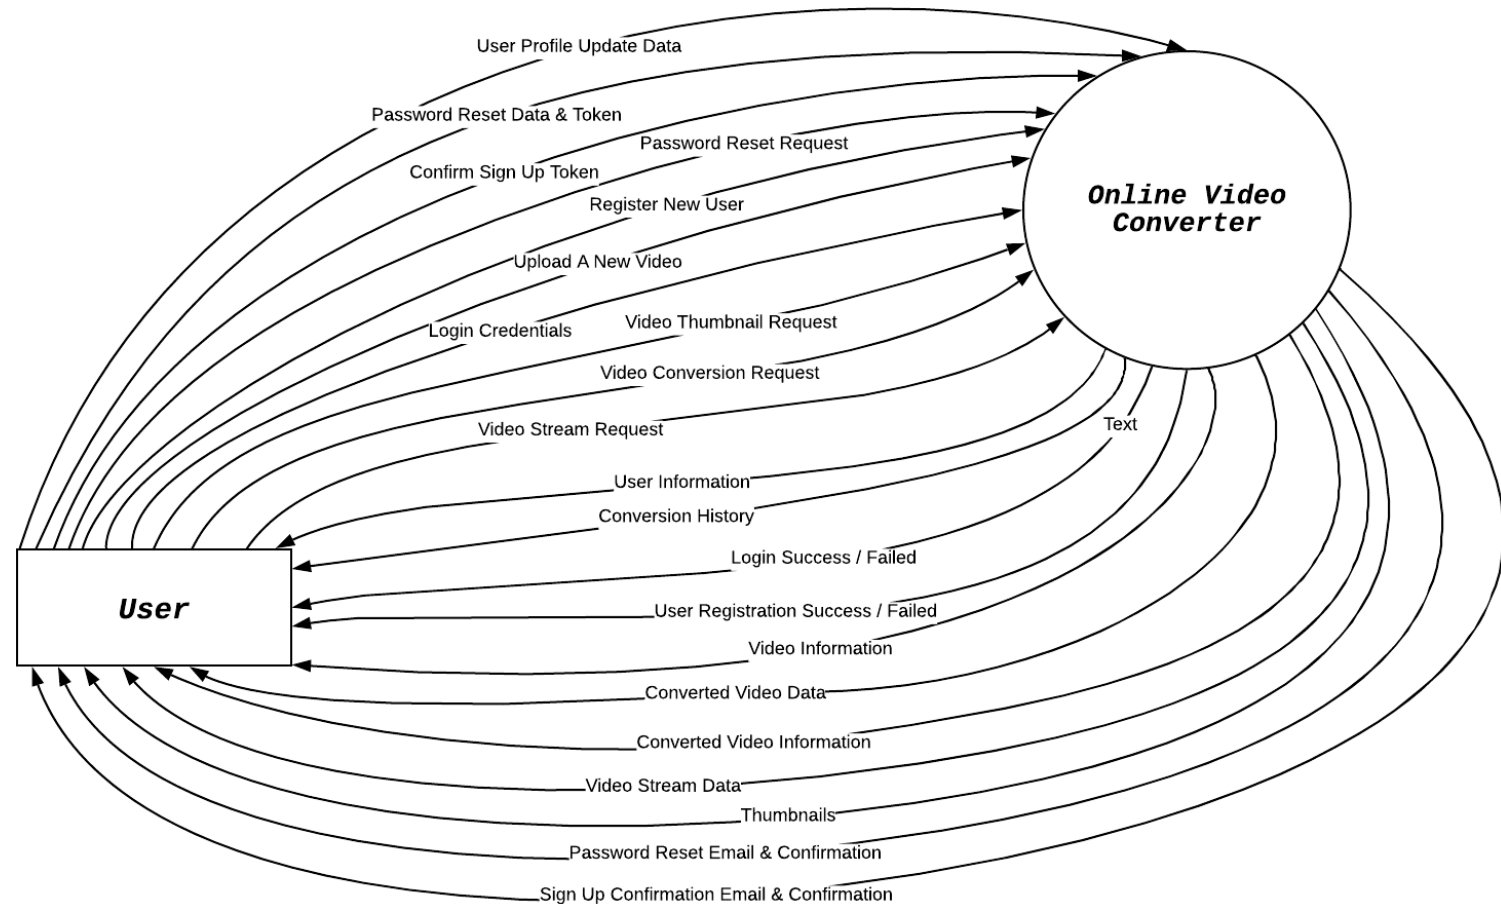 User Profile Update Data
Password Reset Data & Token
Password Reset Request
Confirm Sign Up Token
Register New User
Online Video
Converter
Upload A New Video
Login Credentials
Video Thumbnail Request
Video Conversion Request
Video Stream Request
Text
User Information
Conversion History
Login Success / Failed
User
User Registration Success / Failed
Video Information
Converted Video Data
Converted Video Information
Video Stream Data
Thumbnails
Password Reset Email & Confirmation
Sign Up Confirmation Email & Confirmation